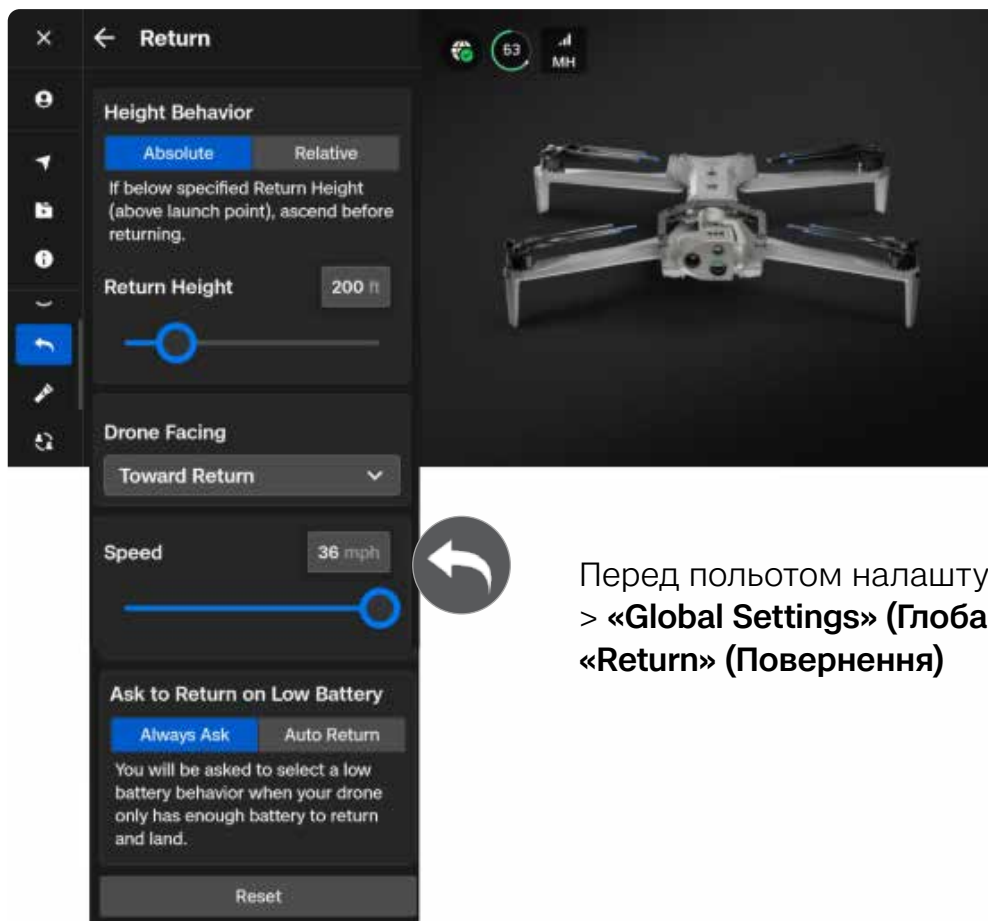 Return
63
MH
Height Behavior
Absolute Relative
If below specified Return Height
(above launch point), ascend before
returning.
Return Height 200 ft
Drone Facing
Toward Return
Speed 36 mph
Ask to Return on Low Battery
Always Ask Auto Return
You will be asked to select a low
battery behavior when your drone
only has enough battery to return
and land.
Reset
Перед польотом налашту
> «Global Settings» (Глоба
«Return» (Повернення)